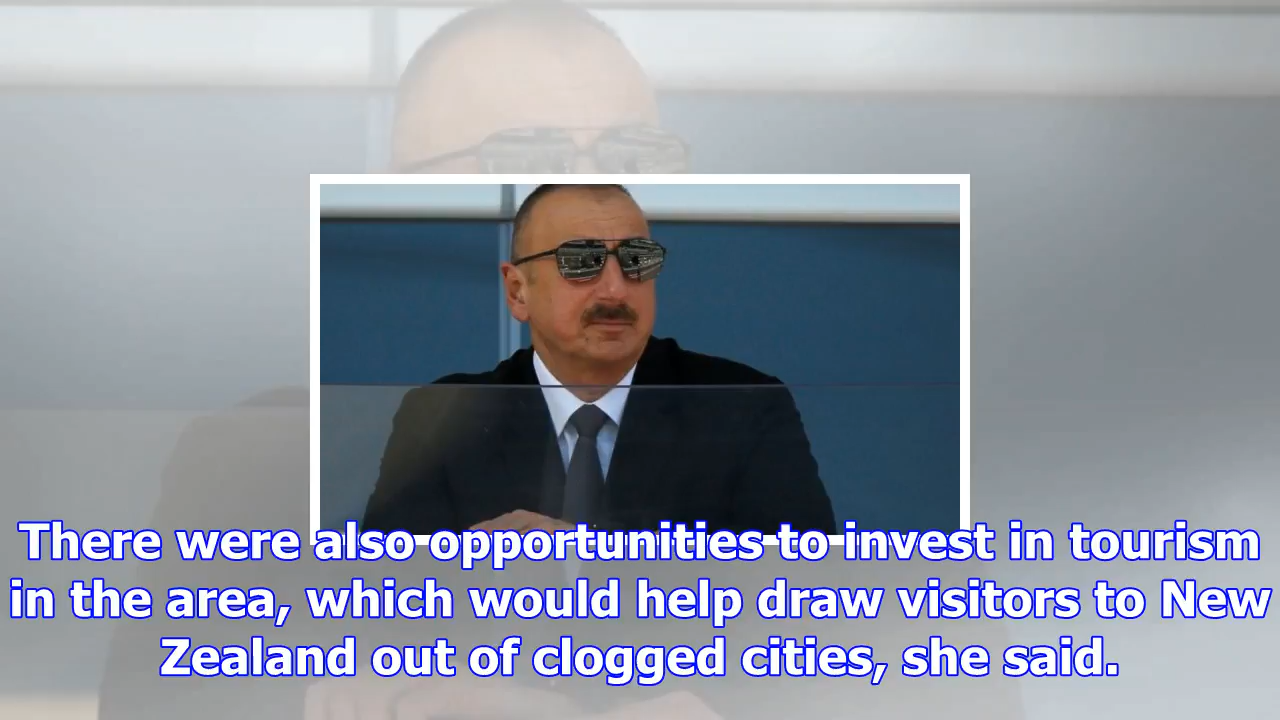 There were also opportunities to invest in tourism
in the area, which would help draw visitors to New
Zealand out of clogged cities, she said.